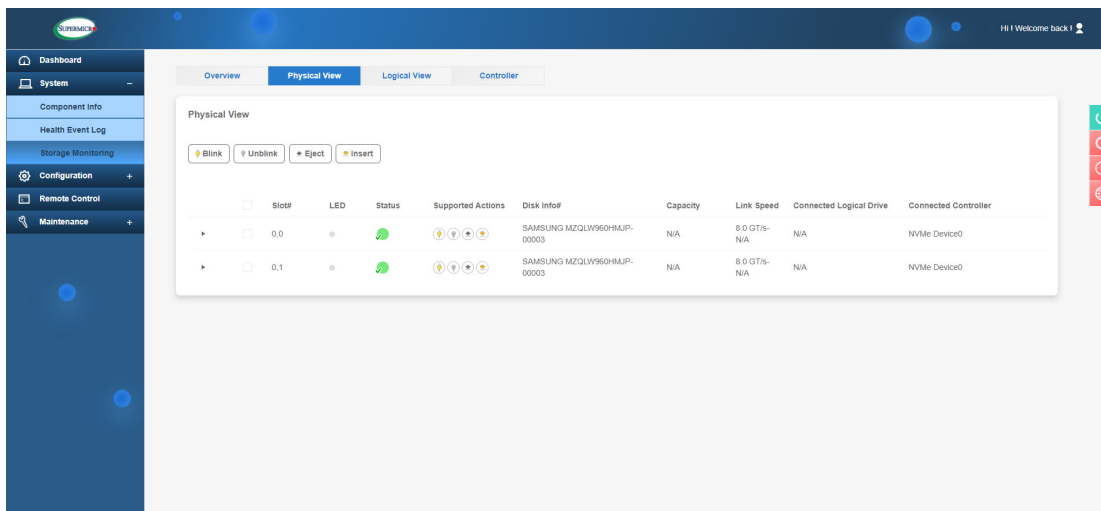 SUPERMICR
Hi ! Welcome back !
Dashboard
System –
Component Info
Health Event Log
Storage Monitoring
Configuration +
Remote Control
Maintenance +
Overview Physical View Logical View Controller
Physical View
Blink Unblink Eject Insert
Slot# LED Status Supported Actions Disk Info# Capacity Link Speed Connected Logical Drive Connected Controller
0,0 SAMSUNG MZQLW960HMJP-00003 N/A 8.0 GT/s-N/A N/A NVMe Device0
0,1 SAMSUNG MZQLW960HMJP-00003 N/A 8.0 GT/s-N/A N/A NVMe Device0